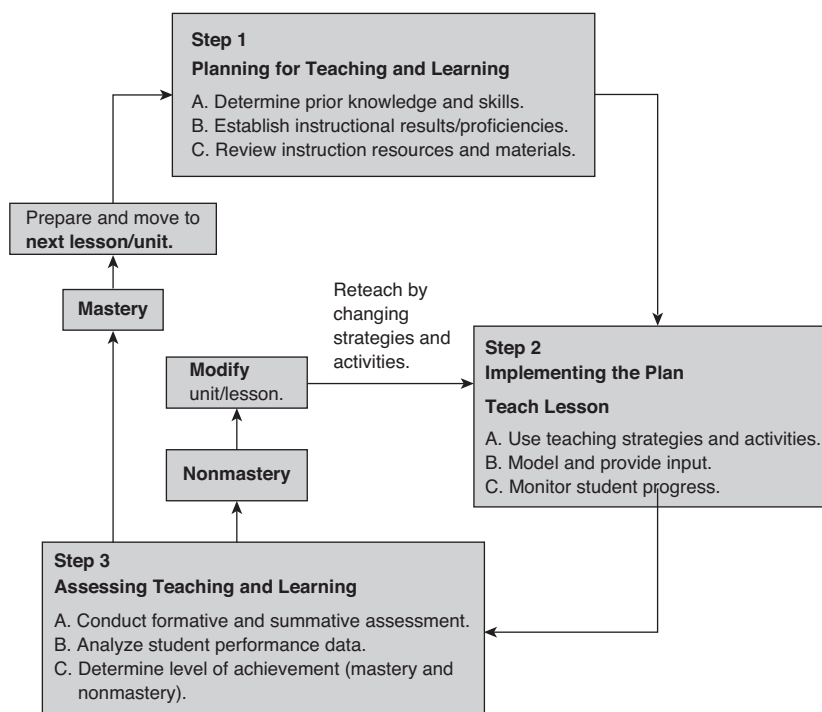 Step 1
Planning for Teaching and Learning
A. Determine prior knowledge and skills.
B. Establish instructional results/proficiencies.
C. Review instruction resources and materials.
Prepare and move to
next lesson/unit.
Mastery
Reteach by
changing
strategies and
activities.
Modify
unit/lesson.
Nonmastery
Step 2
Implementing the Plan
Teach Lesson
A. Use teaching strategies and activities.
B. Model and provide input.
C. Monitor student progress.
Step 3
Assessing Teaching and Learning
A. Conduct formative and summative assessment.
B. Analyze student performance data.
C. Determine level of achievement (mastery and
nonmastery).